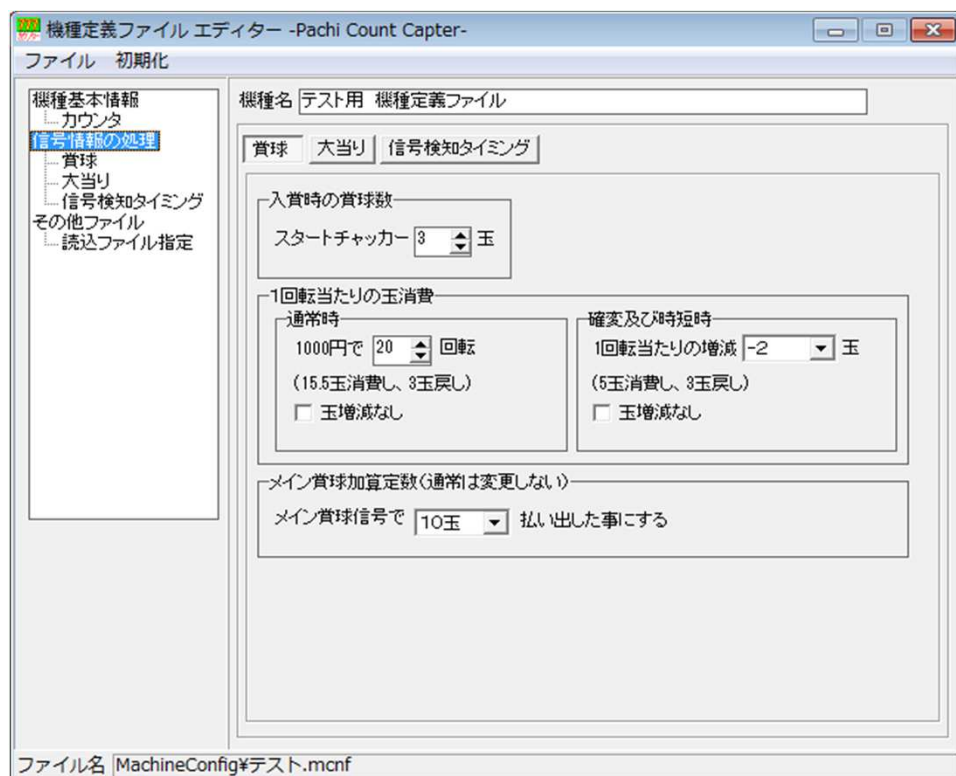 機種定義ファイル エディター -Pachi Count Capter-
ファイル 初期化
機種基本情報
カウンタ
信号情報の処理
賞球
大当り
信号検知タイミング
その他ファイル
読込ファイル指定
機種名 テスト用 機種定義ファイル
賞球 大当り 信号検知タイミング
入賞時の賞球数
スタートチャッカー 3 玉
1回転当たりの玉消費
通常時
1000円で 20 回転
(15.5玉消費し、3玉戻し)
玉増減なし
確変及び時短時
1回転当たりの増減 -2 玉
(5玉消費し、3玉戻し)
玉増減なし
メイン賞球加算定数(通常は変更しない)
メイン賞球信号で 10玉 払い出した事にする
ファイル名 MachineConfig¥テスト.mcnf